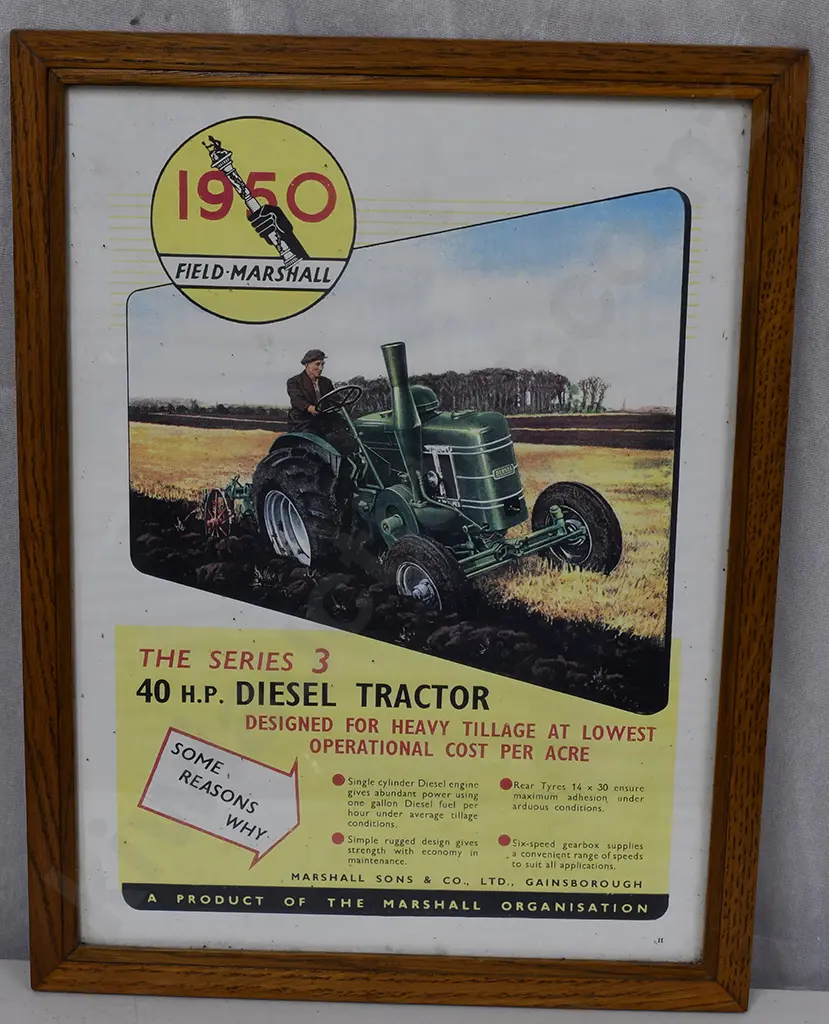 1950
FIELD-MARSHALL
THE SERIES 3
40 H.P. DIESEL TRACTOR
DESIGNED FOR HEAVY TILLAGE AT LOWEST
OPERATIONAL COST PER ACRE
SOME
REASONS
WHY
Single cylinder Diesel engine
gives abundant power using
one gallon Diesel fuel per
hour under average tillage
conditions.
Simple rugged design gives
strength with economy in
maintenance.
Rear Tyres 14 x 30 ensure
maximum adhesion under
arduous conditions.
Six-speed gearbox supplies
a convenient range of speeds
to suit all applications.
MARSHALL SONS & CO., LTD., GAINSBOROUGH
A PRODUCT OF THE MARSHALL ORGANISATION